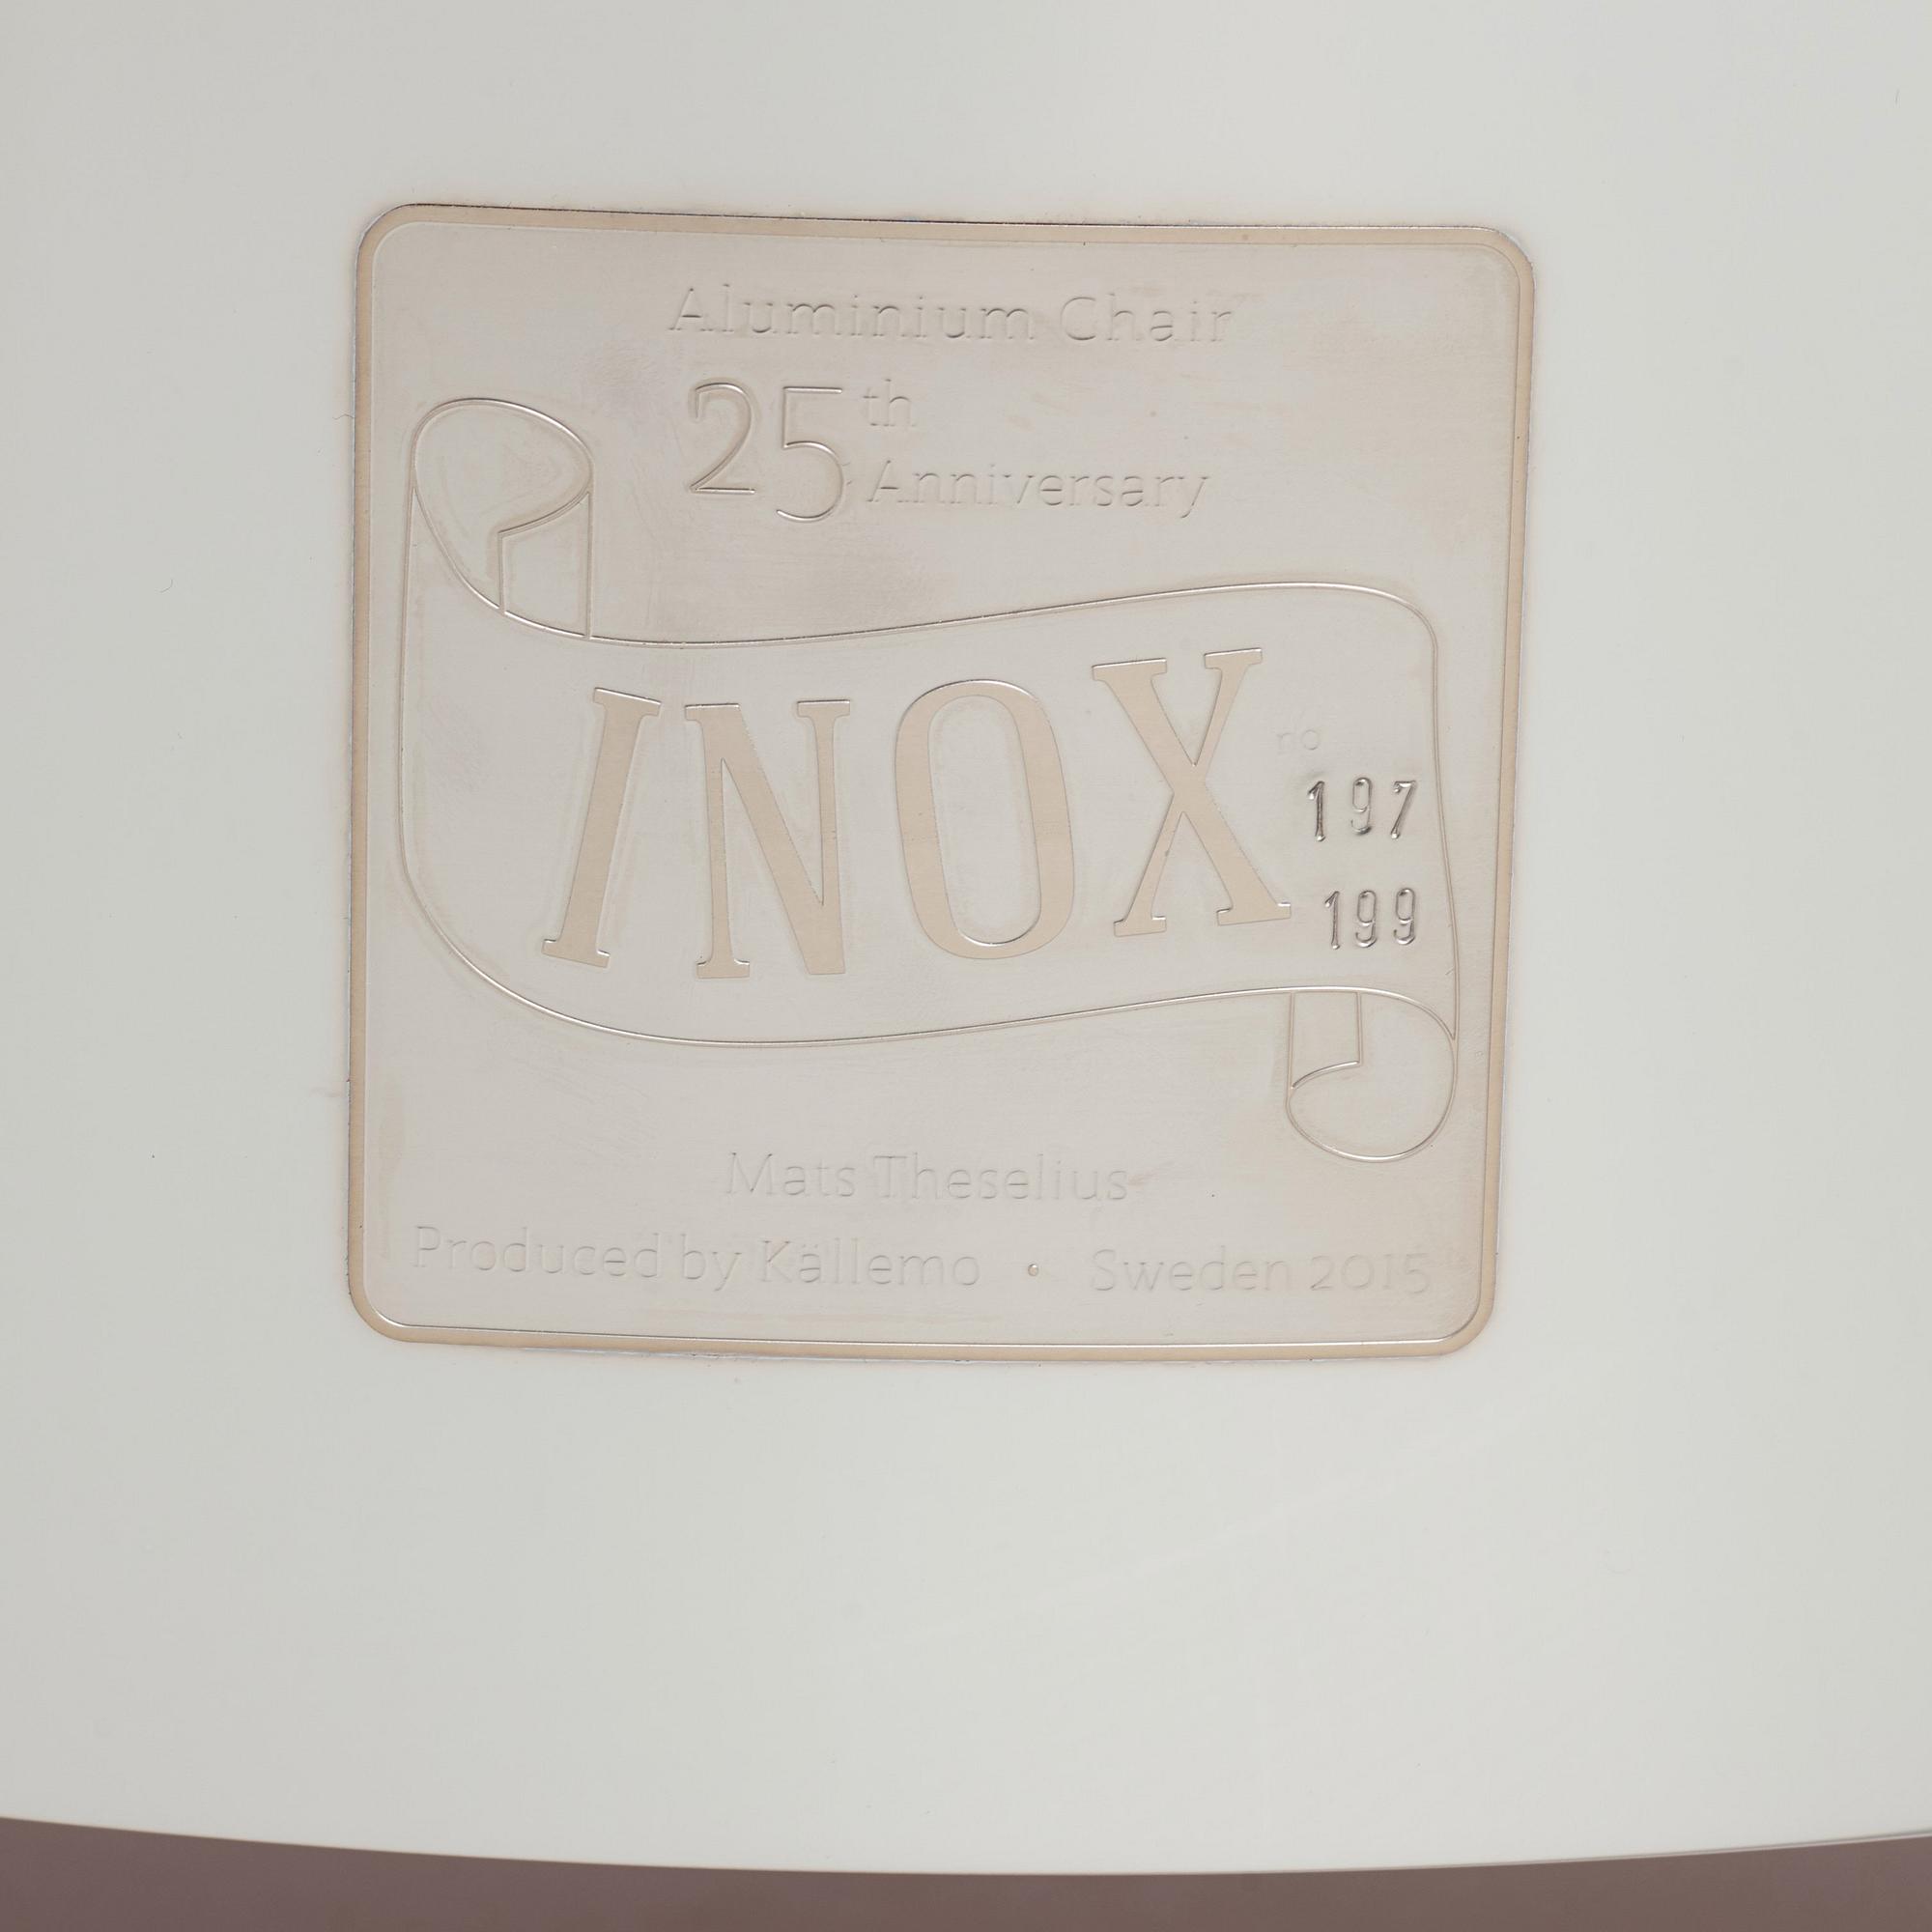 Aluminium Chair
25th
Anniversary
INOX
no
197
199
Mats Theselius
Produced by Källemo • Sweden 2015